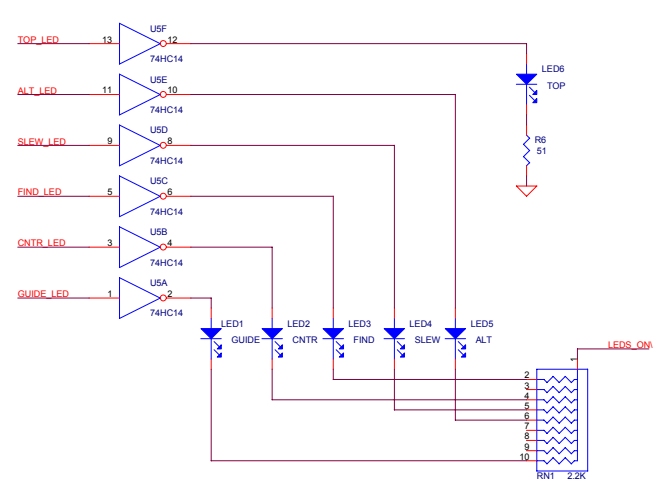 U5F
TOP_LED 13 12
74HC14
LED6
TOP
U5E
ALT_LED 11 10
74HC14
U5D
SLEW_LED 9 8
74HC14
R6
51
U5C
FIND_LED 5 6
74HC14
U5B
CNTR_LED 3 4
74HC14
U5A
GUIDE_LED 1 2
74HC14
LED1 LED2 LED3 LED4 LED5
GUIDE CNTR FIND SLEW ALT
LEDS_ON\
1
2
3
4
5
6
7
8
9
10
RN1 2.2K